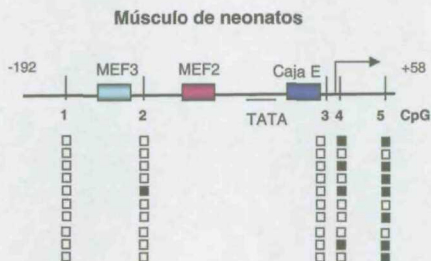 Músculo de neonatos
-192 MEF3 MEF2 Caja E +58
1 2 TATA 3 4 5 CpG